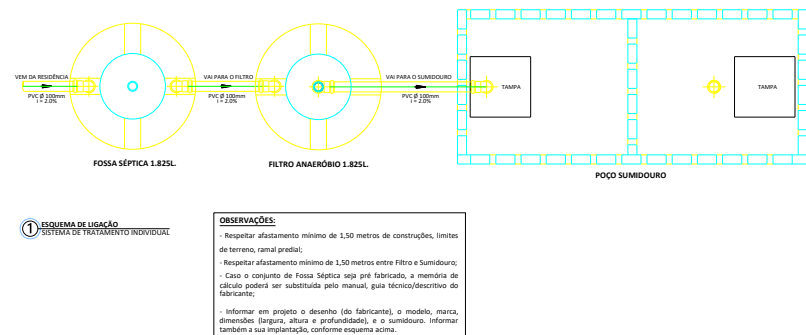 VEM DA RESIDÊNCIA
PVC Ø 100mm
i = 2.0%
VAI PARA O FILTRO
PVC Ø 100mm
i = 2.0%
VAI PARA O SUMIDOURO
PVC Ø 100mm
i = 2.0%
TAMPA
TAMPA
FOSSA SÉPTICA 1.825L.
FILTRO ANAERÓBIO 1.825L.
POÇO SUMIDOURO
1
ESQUEMA DE LIGAÇÃO
SISTEMA DE TRATAMENTO INDIVIDUAL
OBSERVAÇÕES:
- Respeitar afastamento mínimo de 1,50 metros de construções, limites
de terreno, ramal predial;
- Respeitar afastamento mínimo de 1,50 metros entre Filtro e Sumidouro;
- Caso o conjunto de Fossa Séptica seja pré fabricado, a memória de
cálculo poderá ser substituída pelo manual, guia técnico/descritivo do
fabricante;
- Informar em projeto o desenho (do fabricante), o modelo, marca,
dimensões (largura, altura e profundidade), e o sumidouro. Informar
também a sua implantação, conforme esquema acima.